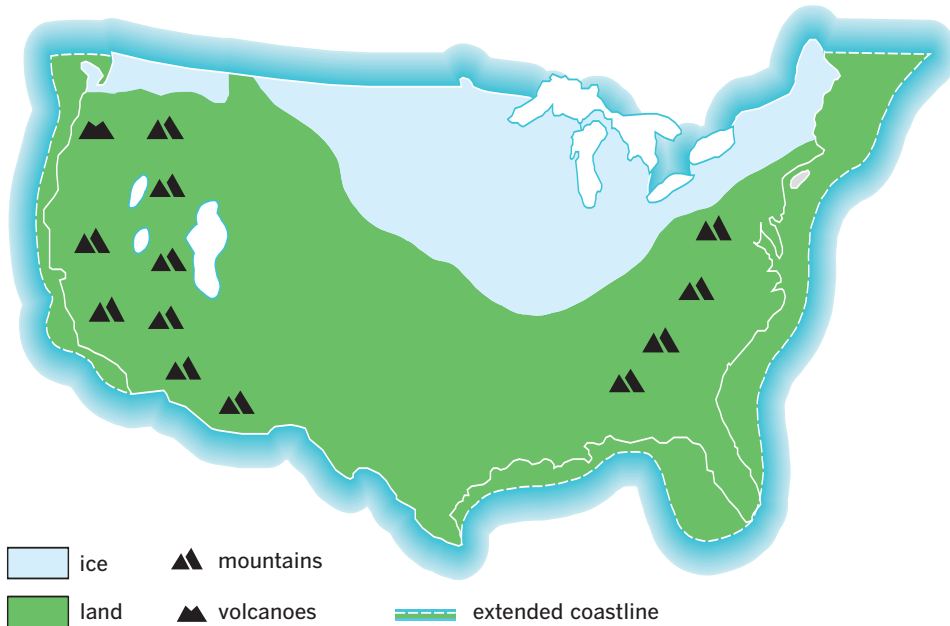 ice
mountains
land
volcanoes
extended coastline